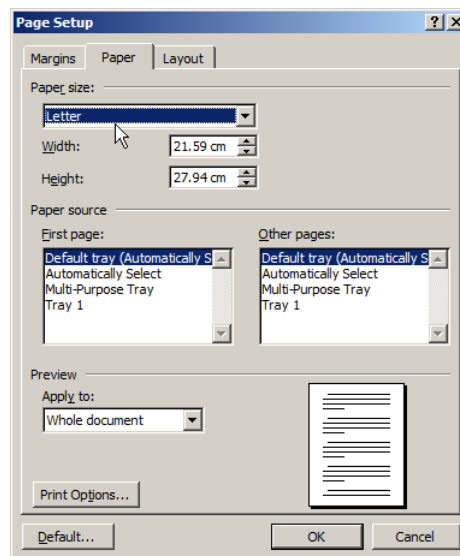 Page Setup
Margins Paper Layout
Paper size:
Letter
Width: 21.59 cm
Height: 27.94 cm
Paper source
First page: Other pages:
Default tray (Automatically S Default tray (Automatically S
Automatically Select Automatically Select
Multi-Purpose Tray Multi-Purpose Tray
Tray 1 Tray 1
Preview
Apply to:
Whole document
Print Options...
Default... OK Cancel